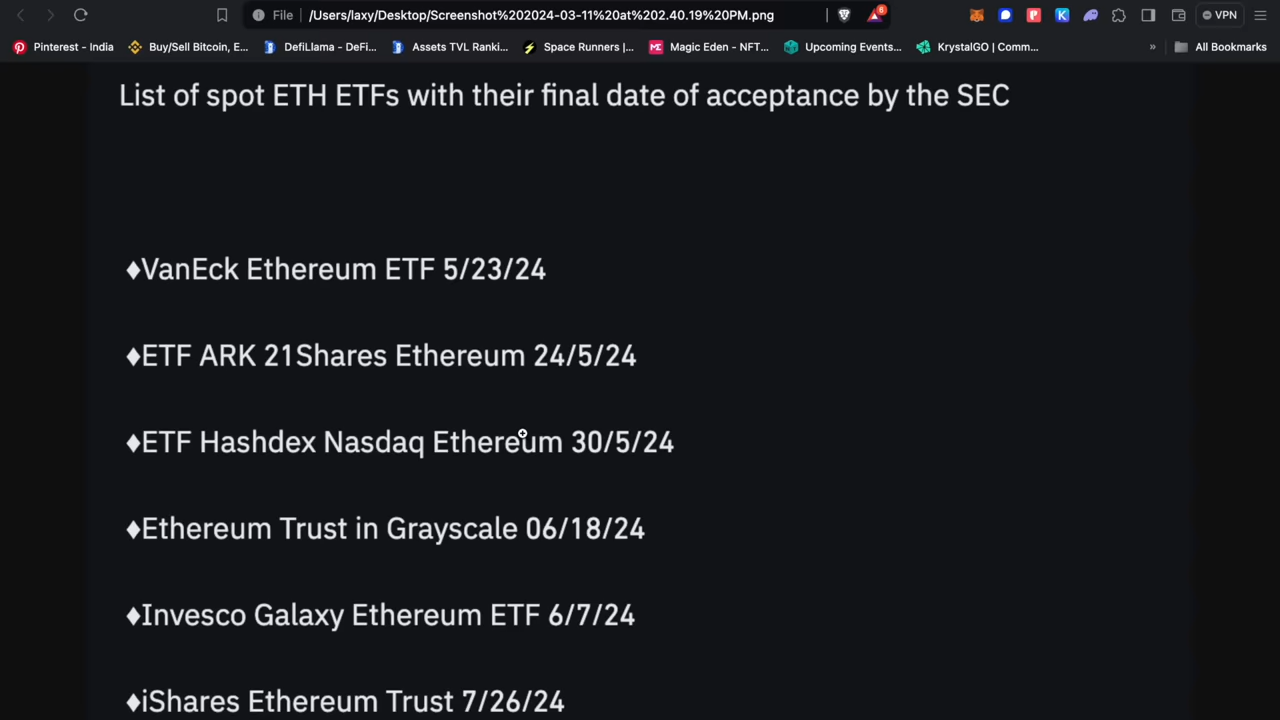 File /Users/laxy/Desktop/Screenshot%202024-03-11%20at%202.40.19%20PM.png 6 VPN
Pinterest - India Buy/Sell Bitcoin, E... DefiLlama - DeFi... Assets TVL Ranki... Space Runners |... Magic Eden - NFT... Upcoming Events... KrystalGO | Comm... » All Bookmarks
List of spot ETH ETFs with their final date of acceptance by the SEC
♦VanEck Ethereum ETF 5/23/24
♦ETF ARK 21Shares Ethereum 24/5/24
♦ETF Hashdex Nasdaq Ethereum 30/5/24
♦Ethereum Trust in Grayscale 06/18/24
♦Invesco Galaxy Ethereum ETF 6/7/24
♦iShares Ethereum Trust 7/26/24